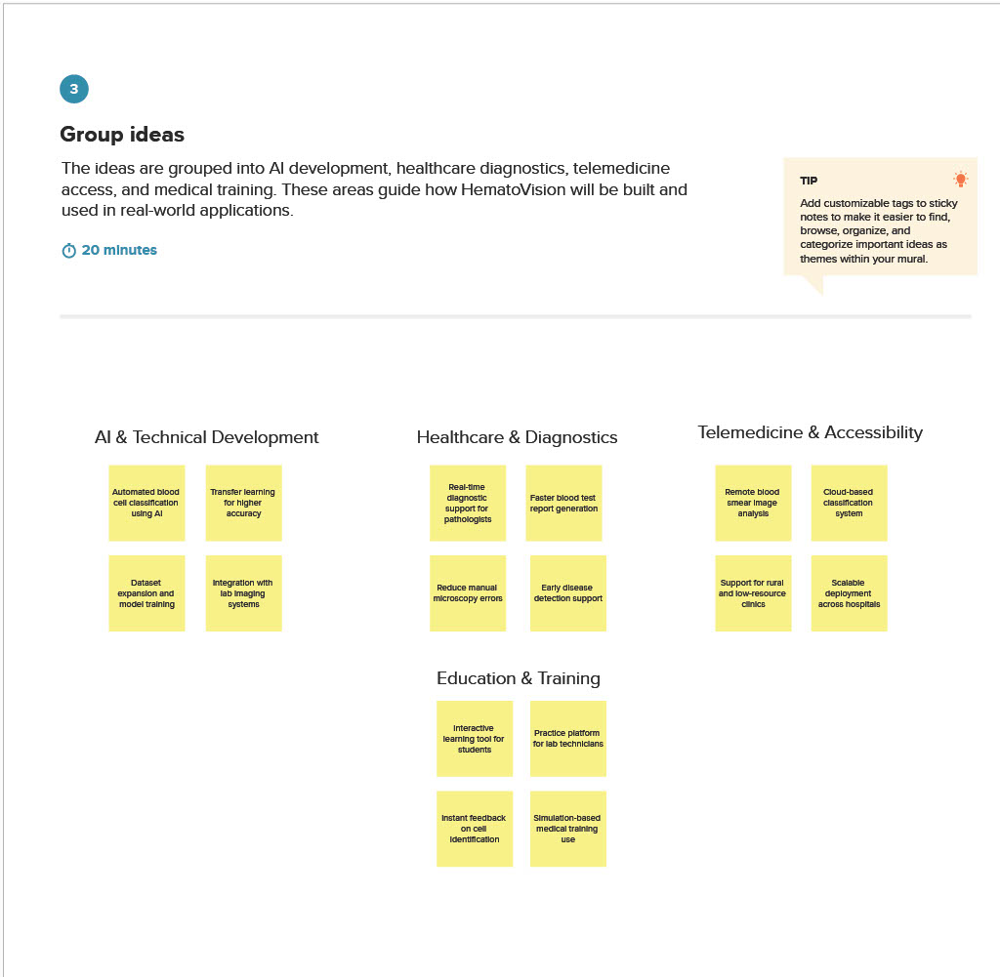 3
Group ideas
The ideas are grouped into AI development, healthcare diagnostics, telemedicine
access, and medical training. These areas guide how HematoVision will be built and
used in real-world applications.
20 minutes
TIP
Add customizable tags to sticky
notes to make it easier to find,
browse, organize, and
categorize important ideas as
themes within your mural.
AI & Technical Development
Automated blood
cell classification
using AI
Transfer learning
for higher
accuracy
Dataset
expansion and
model training
Integration with
lab imaging
systems
Healthcare & Diagnostics
Real-time
diagnostic
support for
pathologists
Faster blood test
report generation
Reduce manual
microscopy errors
Early disease
detection support
Telemedicine & Accessibility
Remote blood
smear image
analysis
Cloud-based
classification
system
Support for rural
and low-resource
clinics
Scalable
deployment
across hospitals
Education & Training
Interactive
learning tool for
students
Practice platform
for lab technicians
Instant feedback
on cell
identification
Simulation-based
medical training
use